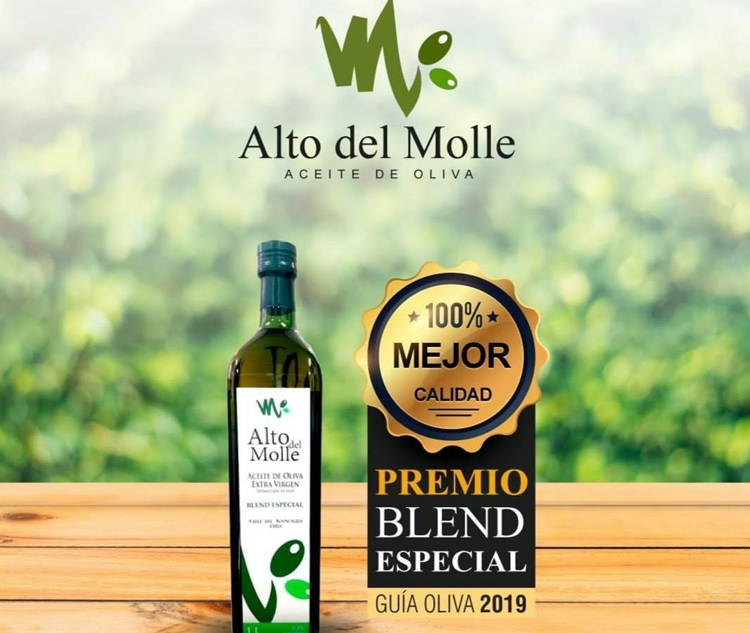 Alto del Molle
ACEITE DE OLIVA
Alto del
Molle
ACEITE DE OLIVA
EXTRA VIRGEN
BLEND ESPECIAL
CHILE
★ 100% ★
MEJOR
CALIDAD
PREMIO
BLEND
ESPECIAL
GUÍA OLIVA 2019